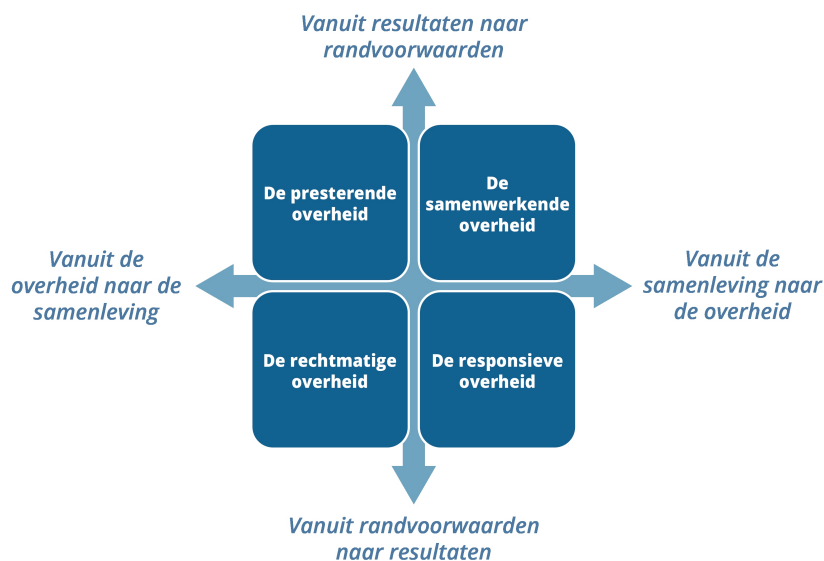 Vanuit resultaten naar
randvoorwaarden
De presterende
overheid
De
samenwerkende
overheid
Vanuit de
overheid naar de
samenleving
Vanuit de
samenleving naar
de overheid
De rechtmatige
overheid
De responsieve
overheid
Vanuit randvoorwaarden
naar resultaten